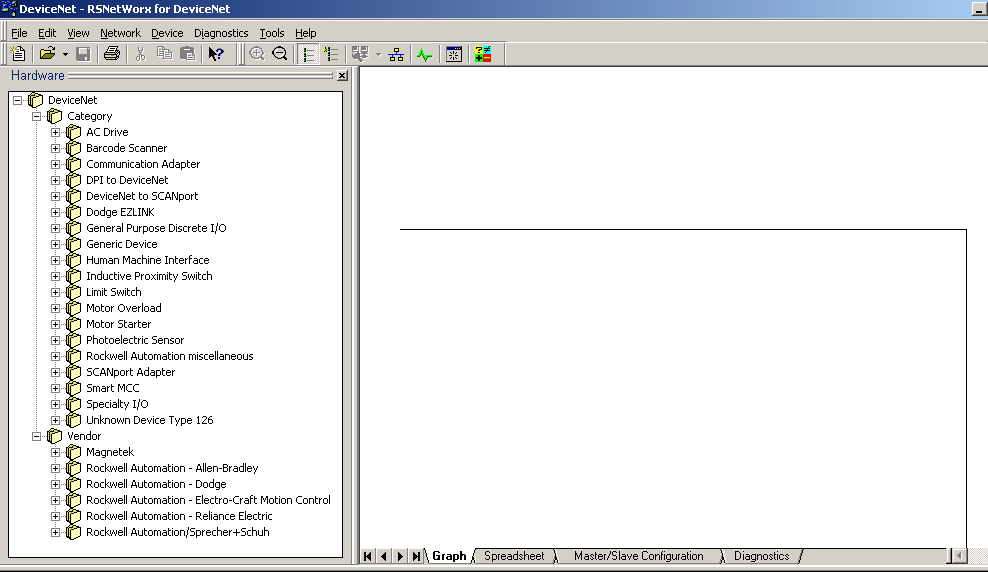 DeviceNet - RSNetWorx for DeviceNet
File Edit View Network Device Diagnostics Tools Help
Hardware
DeviceNet
Category
AC Drive
Barcode Scanner
Communication Adapter
DPI to DeviceNet
DeviceNet to SCANport
Dodge EZLINK
General Purpose Discrete I/O
Generic Device
Human Machine Interface
Inductive Proximity Switch
Limit Switch
Motor Overload
Motor Starter
Photoelectric Sensor
Rockwell Automation miscellaneous
SCANport Adapter
Smart MCC
Specialty I/O
Unknown Device Type 126
Vendor
Magnetek
Rockwell Automation - Allen-Bradley
Rockwell Automation - Dodge
Rockwell Automation - Electro-Craft Motion Control
Rockwell Automation - Reliance Electric
Rockwell Automation/Sprecher+Schuh
Graph Spreadsheet Master/Slave Configuration Diagnostics